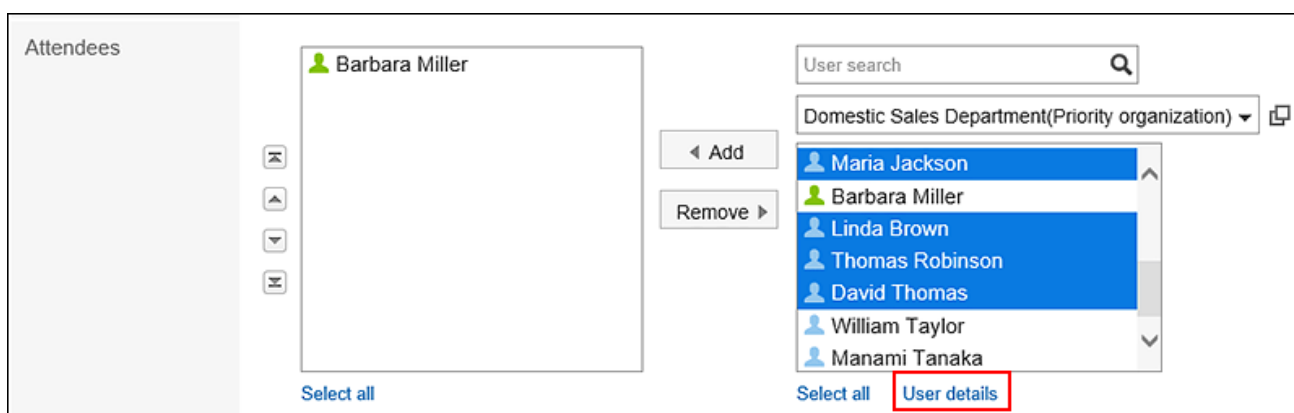 Attendees
Barbara Miller
Select all
Add
Remove
User search
Domestic Sales Department(Priority organization)
Maria Jackson
Barbara Miller
Linda Brown
Thomas Robinson
David Thomas
William Taylor
Manami Tanaka
Select all User details